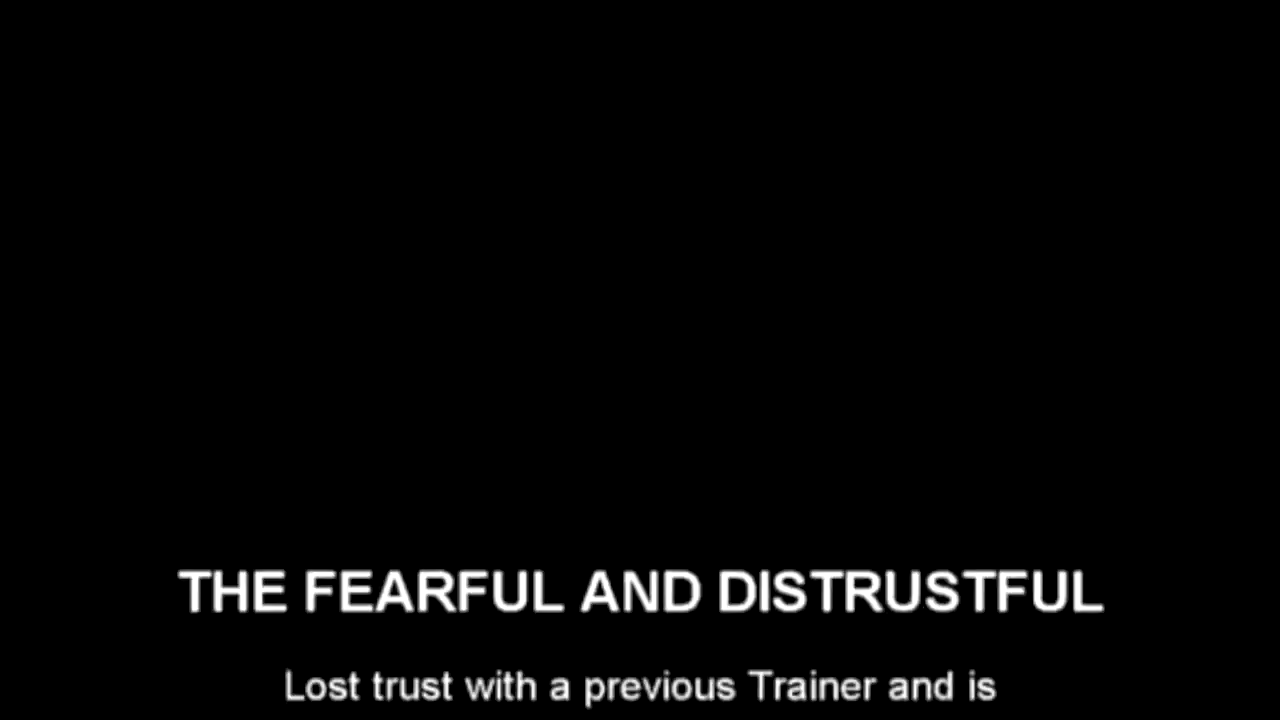 THE FEARFUL AND DISTRUSTFUL
Lost trust with a previous Trainer and is